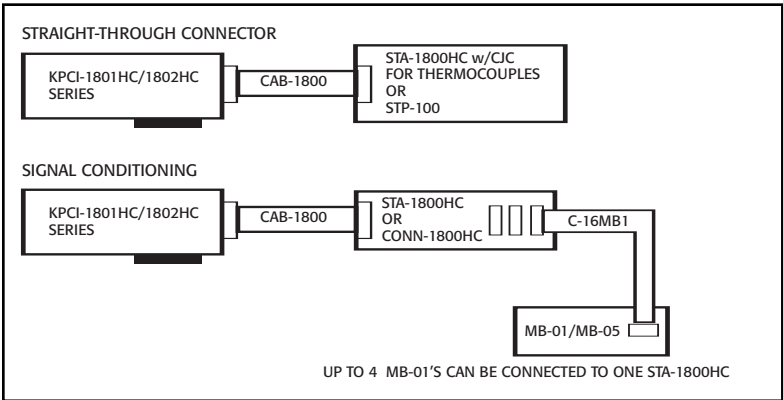 STRAIGHT-THROUGH CONNECTOR
KPCI-1801HC/1802HC
SERIES
CAB-1800
STA-1800HC w/CJC
FOR THERMOCOUPLES
OR
STP-100
SIGNAL CONDITIONING
KPCI-1801HC/1802HC
SERIES
CAB-1800
STA-1800HC
OR
CONN-1800HC
C-16MB1
MB-01/MB-05
UP TO 4 MB-01'S CAN BE CONNECTED TO ONE STA-1800HC